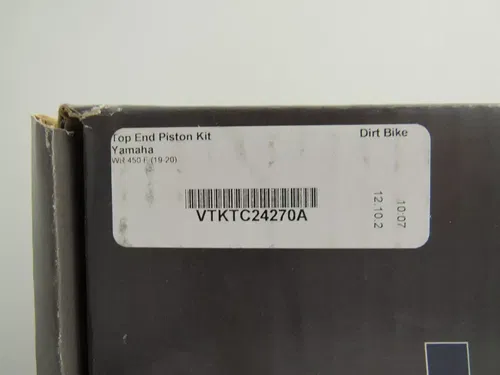 Top End Piston Kit
Dirt Bike
Yamaha
WR 450 F (19-20)
VTKTC24270A
12.10.2
10:07